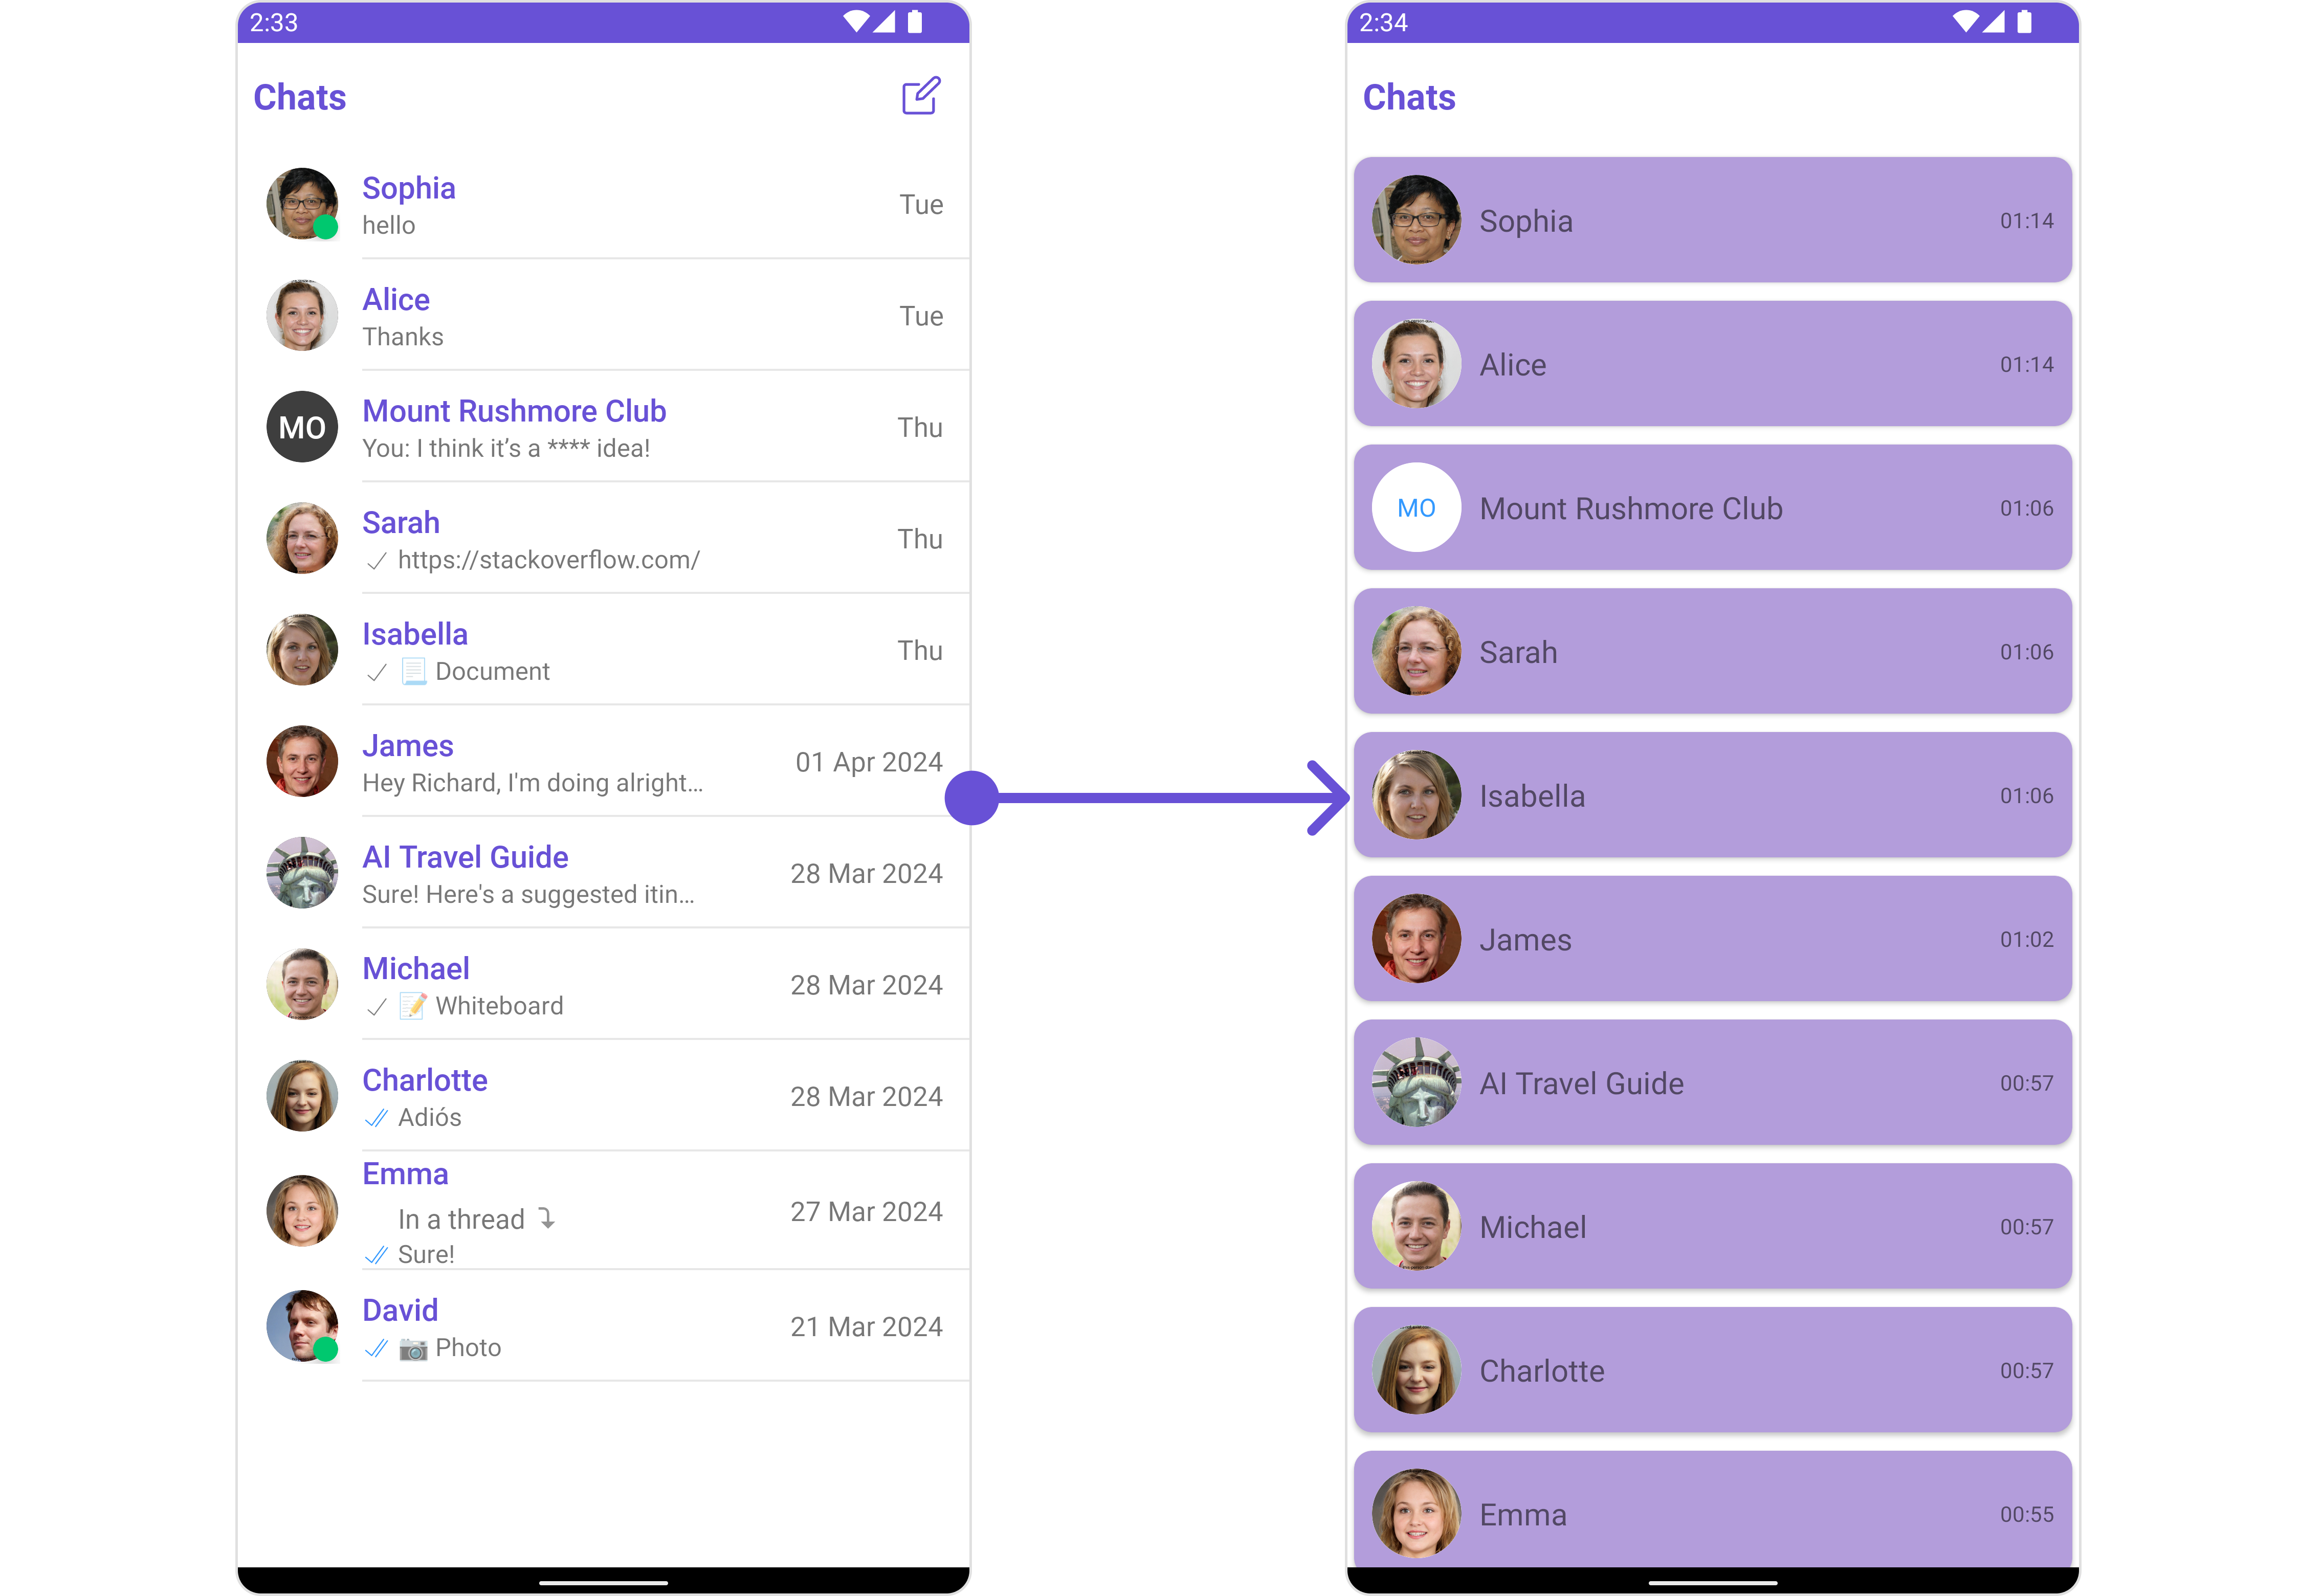 2:33
Chats
Sophia
hello
Tue
Alice
Thanks
Tue
MO
Mount Rushmore Club
You: I think it’s a **** idea!
Thu
Sarah
https://stackoverflow.com/
Thu
Isabella
Document
Thu
James
Hey Richard, I'm doing alright...
01 Apr 2024
AI Travel Guide
Sure! Here's a suggested itin...
28 Mar 2024
Michael
Whiteboard
28 Mar 2024
Charlotte
Adiós
28 Mar 2024
Emma
In a thread
Sure!
27 Mar 2024
David
Photo
21 Mar 2024
2:34
Chats
Sophia
01:14
Alice
01:14
MO
Mount Rushmore Club
01:06
Sarah
01:06
Isabella
01:06
James
01:02
AI Travel Guide
00:57
Michael
00:57
Charlotte
00:57
Emma
00:55